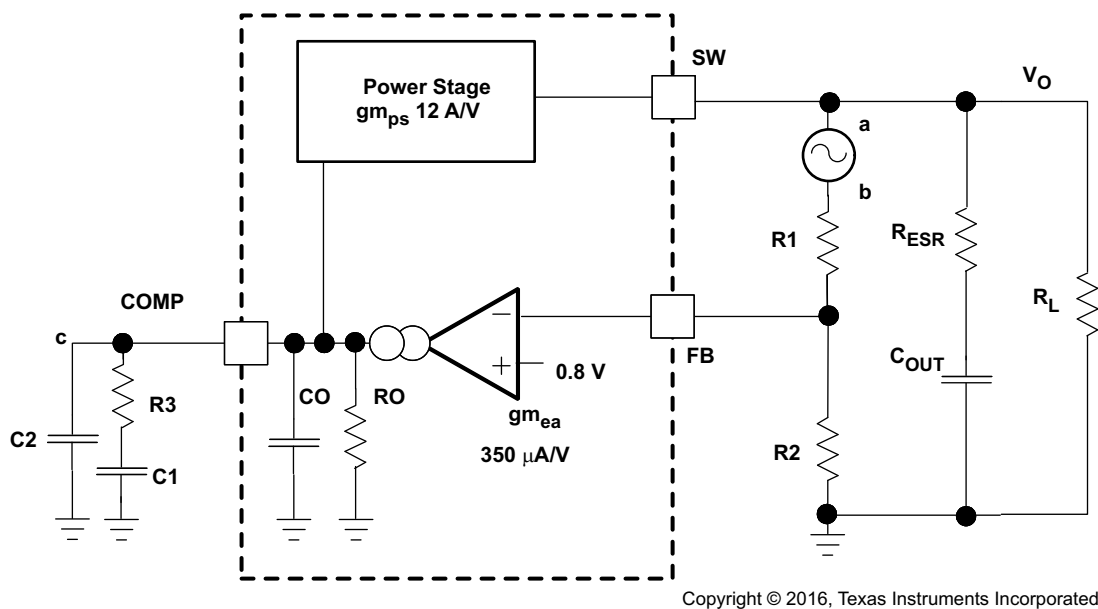 Power Stage
gmps 12 A/V
SW
VO
a
b
R1
RESR
RL
COMP
c
FB
−
+
0.8 V
COUT
R3
CO
RO
gmea
350 μA/V
C2
C1
R2
Copyright © 2016, Texas Instruments Incorporated